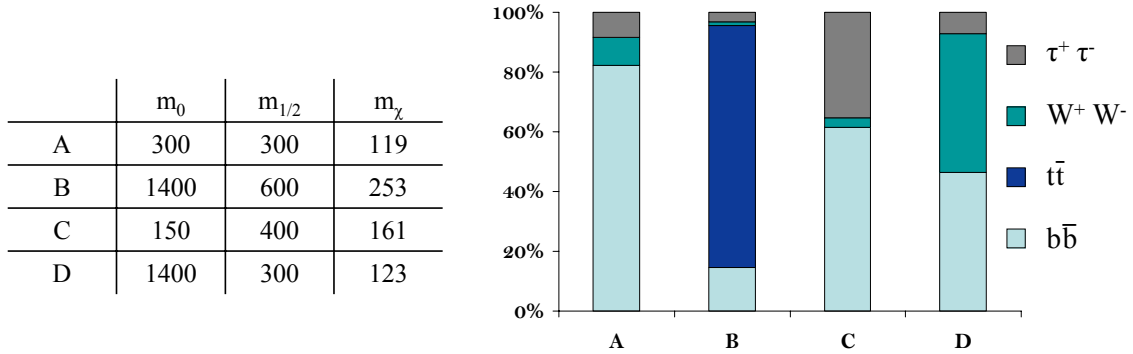 m₀ m₁/₂ mᵪ
A 300 300 119
B 1400 600 253
C 150 400 161
D 1400 300 123
100%
80%
60%
40%
20%
0%
A B C D
τ⁺ τ⁻
W⁺ W⁻
tt̄
bb̄